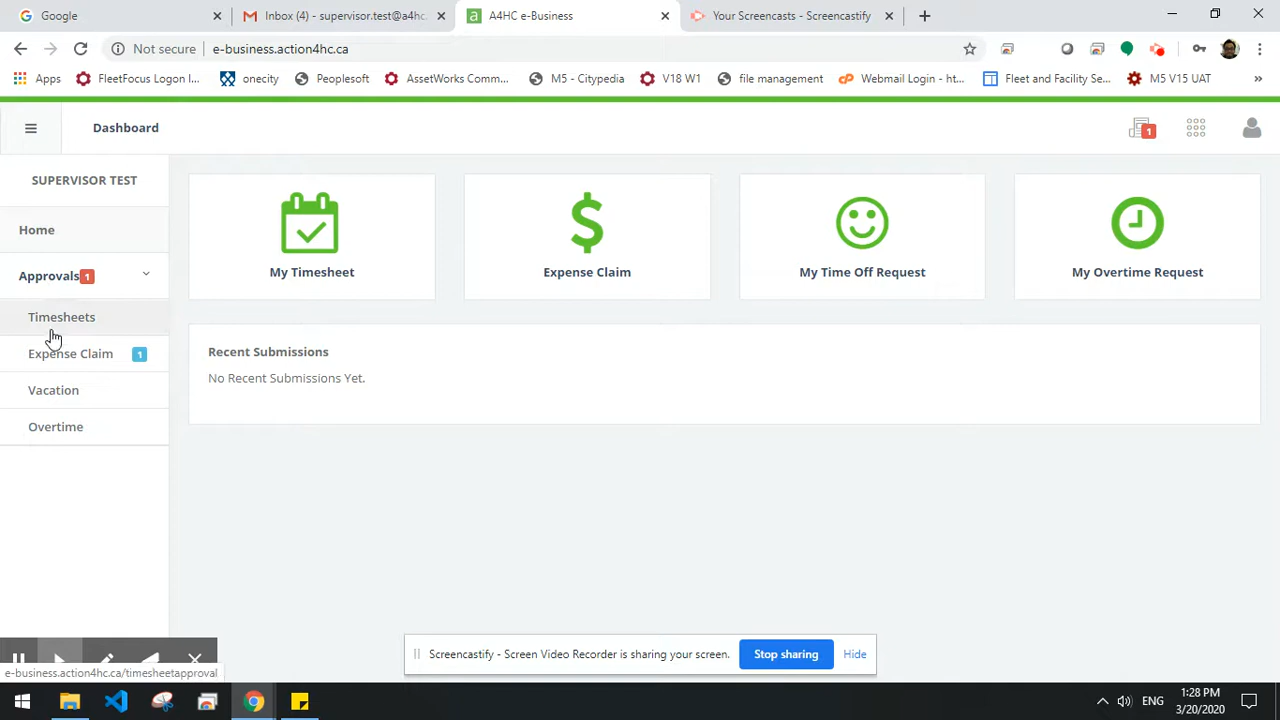 Google
Inbox (4) - supervisor.test@a4hc.
A4HC e-Business
Your Screencasts - Screencastify
Not secure
e-business.action4hc.ca
Apps
FleetFocus Logon I...
onecity
Peoplesoft
AssetWorks Comm...
M5 - Citypedia
V18 W1
file management
Webmail Login - ht...
Fleet and Facility Se...
M5 V15 UAT
»
Dashboard
1
SUPERVISOR TEST
Home
Approvals 1
Timesheets
Expense Claim 1
Vacation
Overtime
My Timesheet
Expense Claim
My Time Off Request
My Overtime Request
Recent Submissions
No Recent Submissions Yet.
Screencastify - Screen Video Recorder is sharing your screen.
Stop sharing
Hide
e-business.action4hc.ca/timesheetapproval
ENG
1:28 PM
3/20/2020